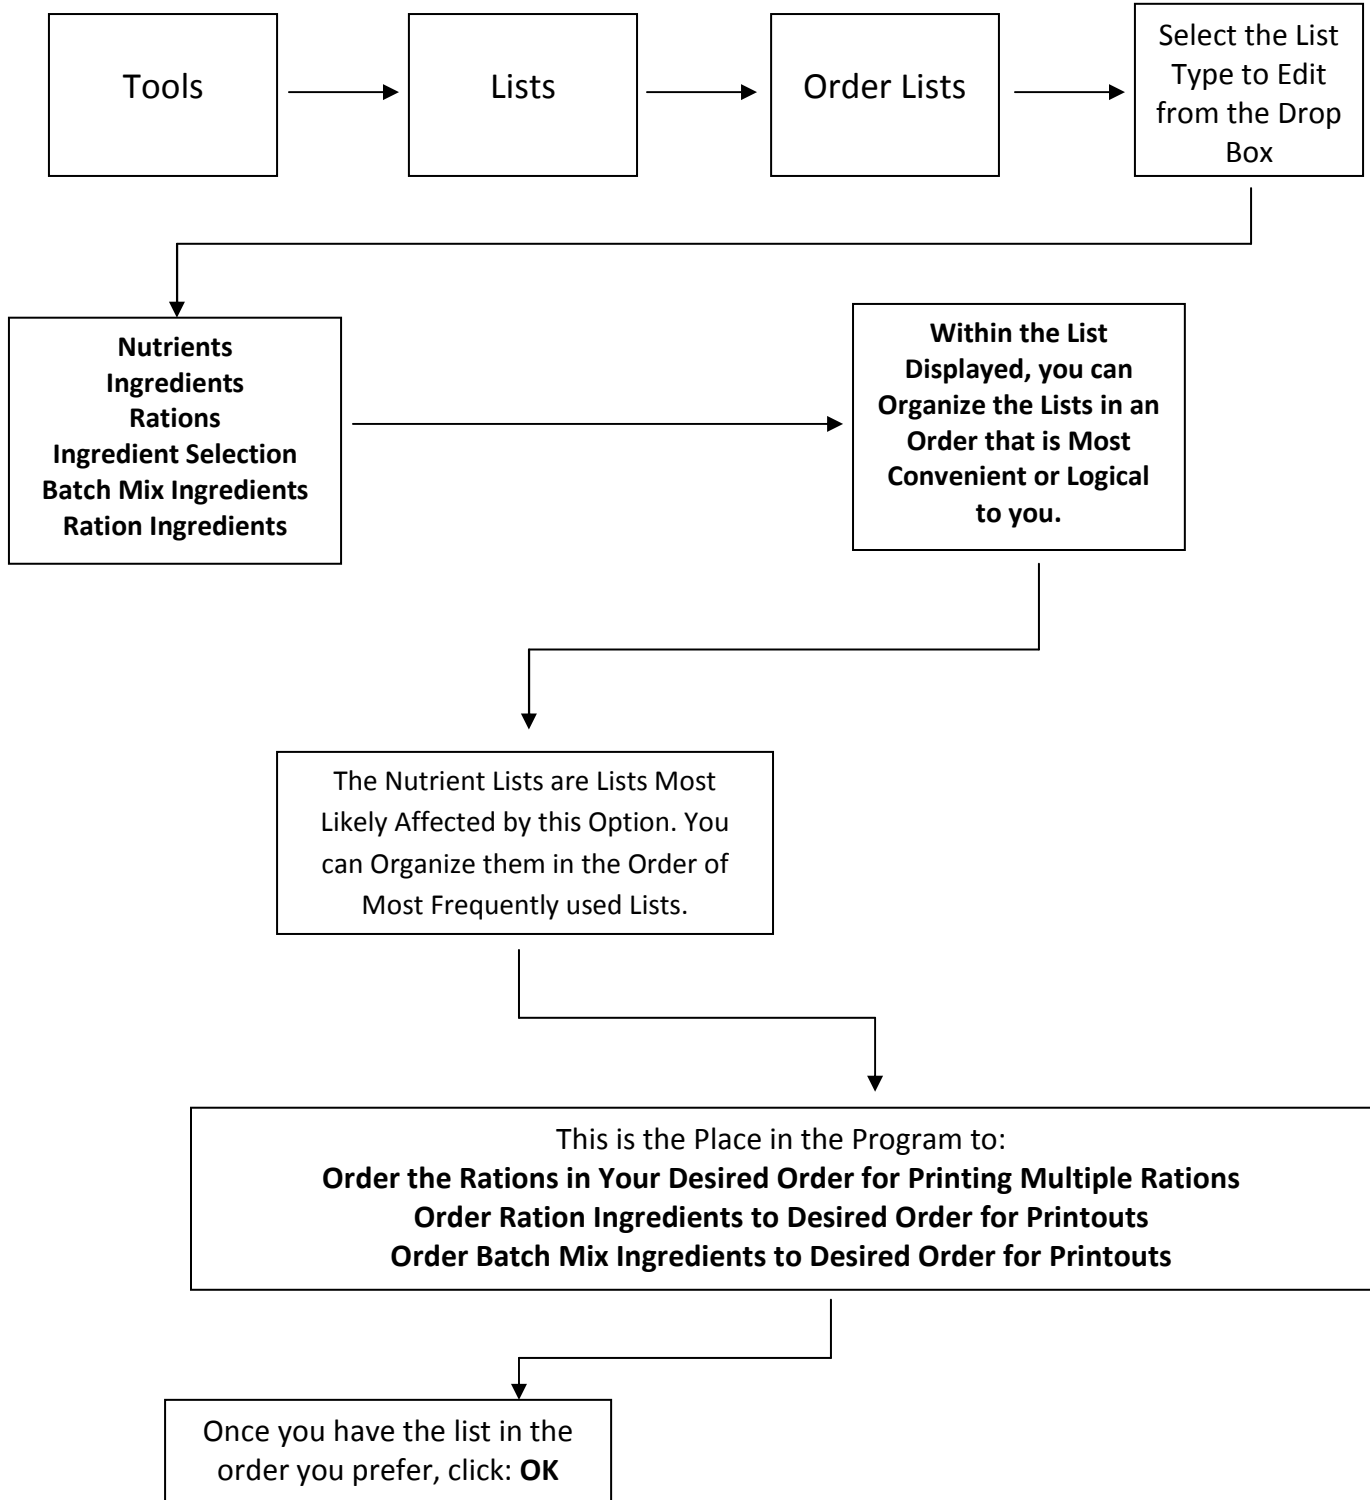 Tools
Lists
Order Lists
Select the List
Type to Edit
from the Drop
Box
Nutrients
Ingredients
Rations
Ingredient Selection
Batch Mix Ingredients
Ration Ingredients
Within the List
Displayed, you can
Organize the Lists in an
Order that is Most
Convenient or Logical
to you.
The Nutrient Lists are Lists Most
Likely Affected by this Option. You
can Organize them in the Order of
Most Frequently used Lists.
This is the Place in the Program to:
Order the Rations in Your Desired Order for Printing Multiple Rations
Order Ration Ingredients to Desired Order for Printouts
Order Batch Mix Ingredients to Desired Order for Printouts
Once you have the list in the
order you prefer, click: OK